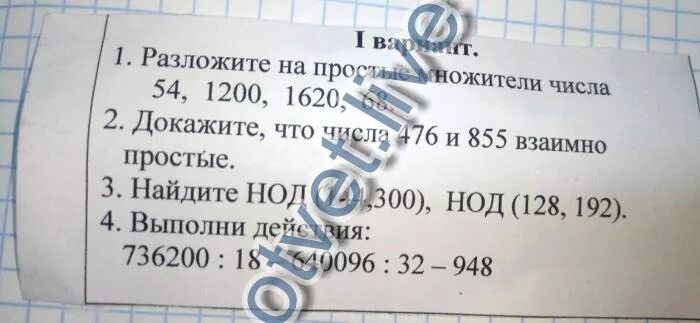 I вариант.
1. Разложите на простые множители числа
54, 1200, 1620, 68.
2. Докажите, что числа 476 и 855 взаимно
простые.
3. Найдите НОД ,300), НОД (128, 192).
4. Выполни действия:
736200 : 18 640096 : 32 – 948
otvet.live